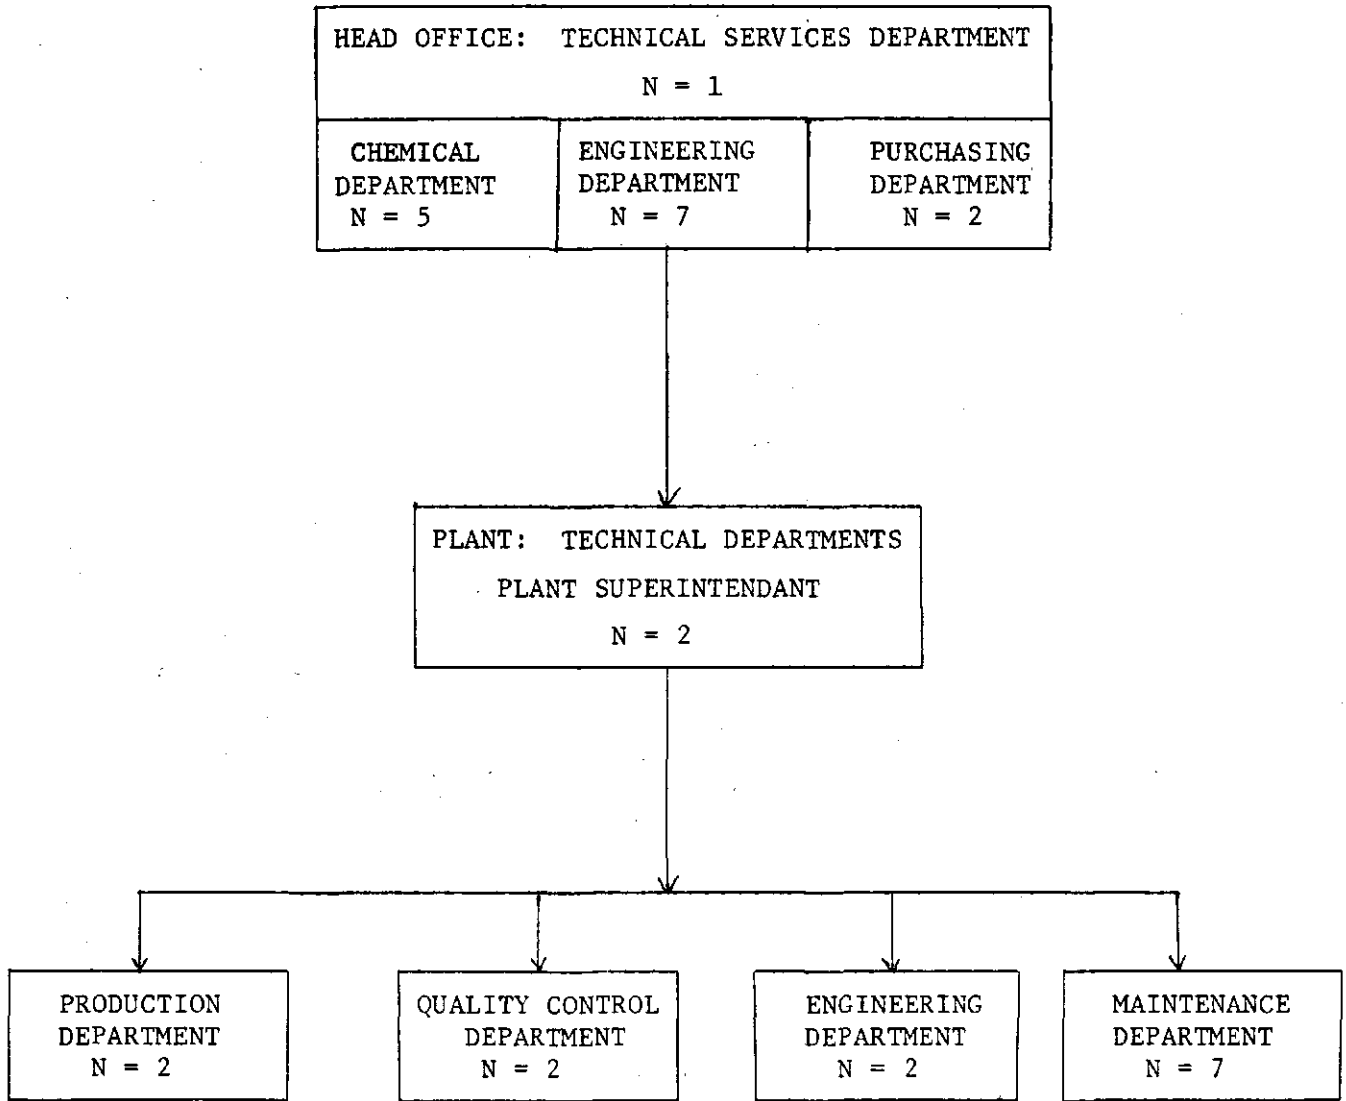 HEAD OFFICE: TECHNICAL SERVICES DEPARTMENT
N = 1
CHEMICAL
DEPARTMENT
N = 5
ENGINEERING
DEPARTMENT
N = 7
PURCHASING
DEPARTMENT
N = 2
PLANT: TECHNICAL DEPARTMENTS
PLANT SUPERINTENDANT
N = 2
PRODUCTION
DEPARTMENT
N = 2
QUALITY CONTROL
DEPARTMENT
N = 2
ENGINEERING
DEPARTMENT
N = 2
MAINTENANCE
DEPARTMENT
N = 7